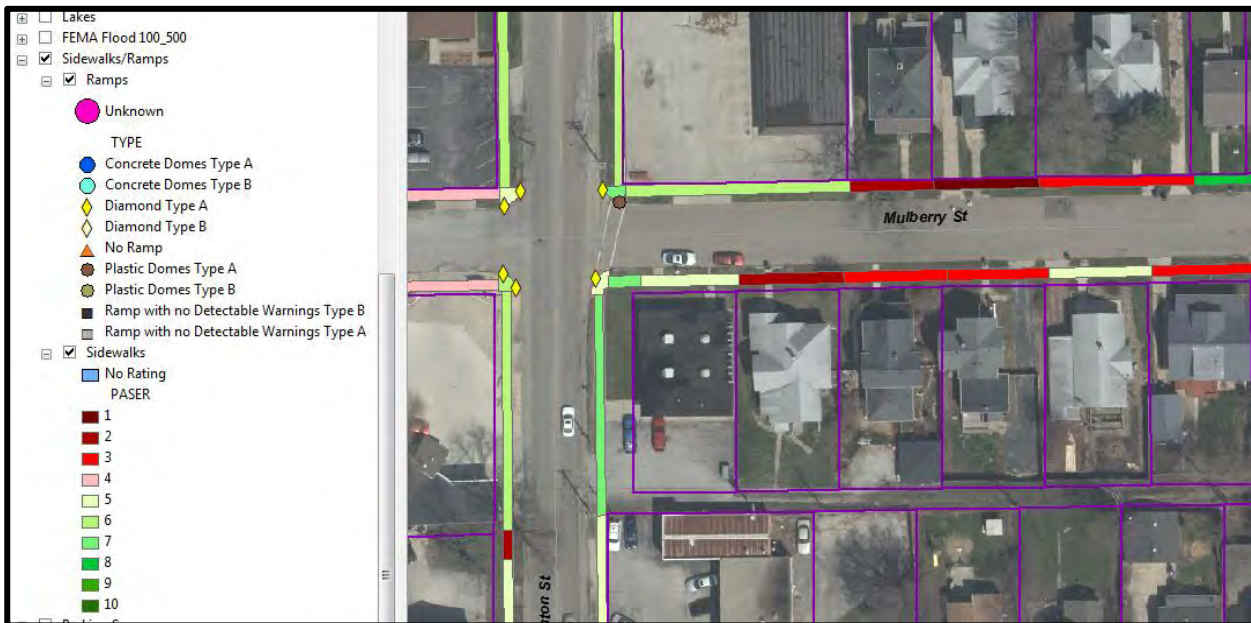 Lakes
FEMA Flood 100_500
Sidewalks/Ramps
Ramps
Unknown
TYPE
Concrete Domes Type A
Concrete Domes Type B
Diamond Type A
Diamond Type B
No Ramp
Plastic Domes Type A
Plastic Domes Type B
Ramp with no Detectable Warnings Type B
Ramp with no Detectable Warnings Type A
Sidewalks
No Rating
PASER
1
2
3
4
5
6
7
8
9
10
Mulberry St
nton St